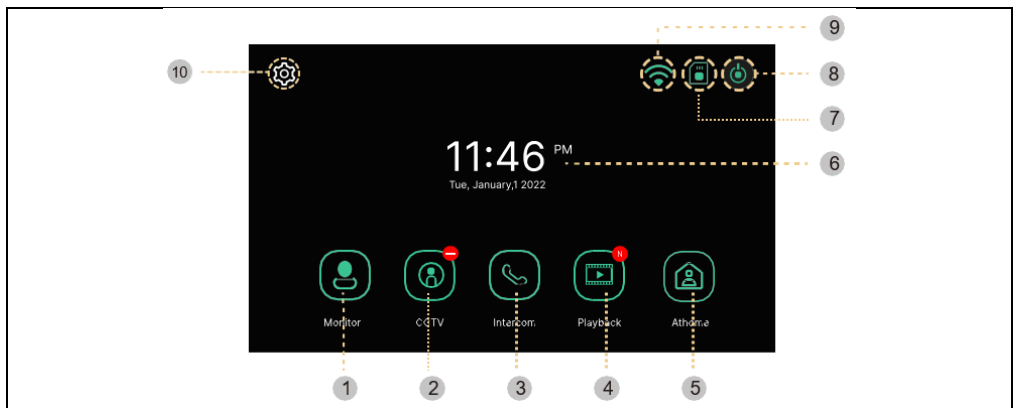 9
10
8
7
11:46 PM
6
Tue, January,1 2022
N
Monitor
CCTV
Intercom
Playback
Athome
1
2
3
4
5